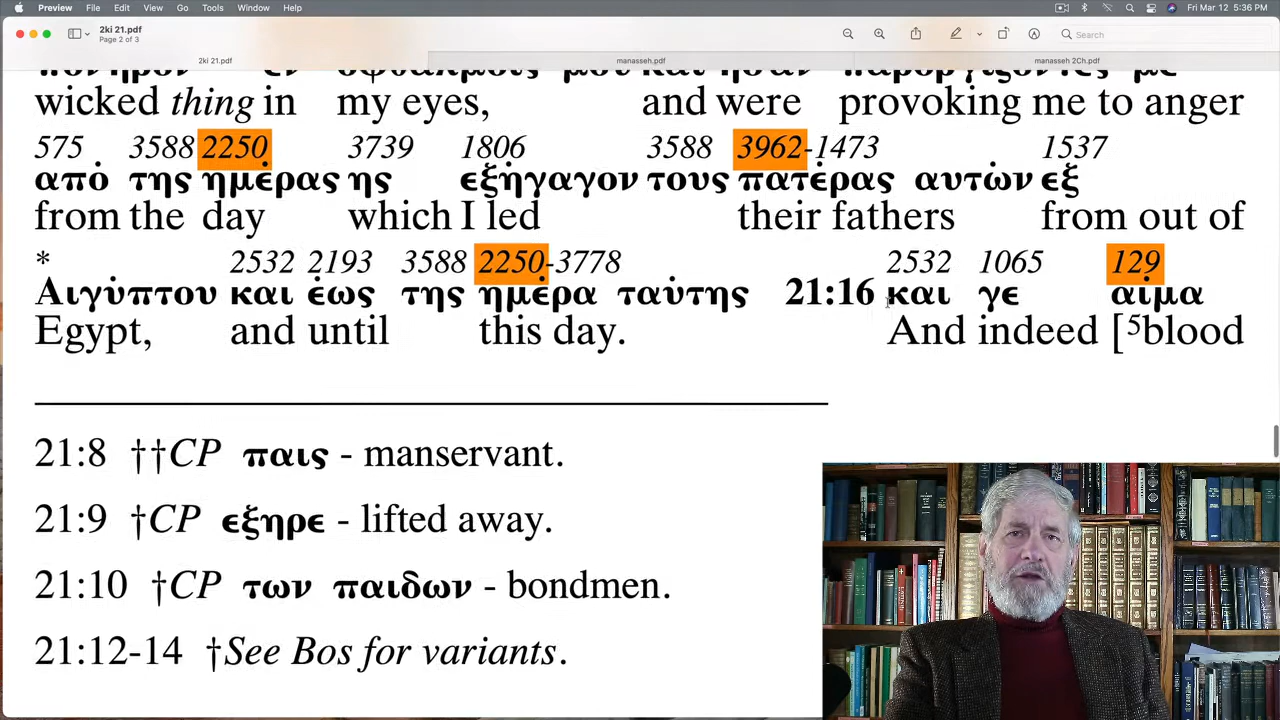 Preview File Edit View Go Tools Window Help Fri Mar 12 5:36 PM
2ki 21.pdf
Page 2 of 3
Search
2ki 21.pdf manasseh.pdf manasseh 2Ch.pdf
wicked thing in my eyes, and were provoking me to anger
575 3588 2250 3739 1806 3588 3962-1473 1537
από της ημέρας ης εξήγαγον τους πατέρας αυτών εξ
from the day which I led their fathers from out of
* 2532 2193 3588 2250-3778 2532 1065 129
Αιγύπτου και έως της ημέρα ταύτης 21:16 και γε αίμα
Egypt, and until this day. And indeed [⁵blood
21:8 ††CP παις - manservant.
21:9 †CP εξηρε - lifted away.
21:10 †CP των παιδων - bondmen.
21:12-14 †See Bos for variants.